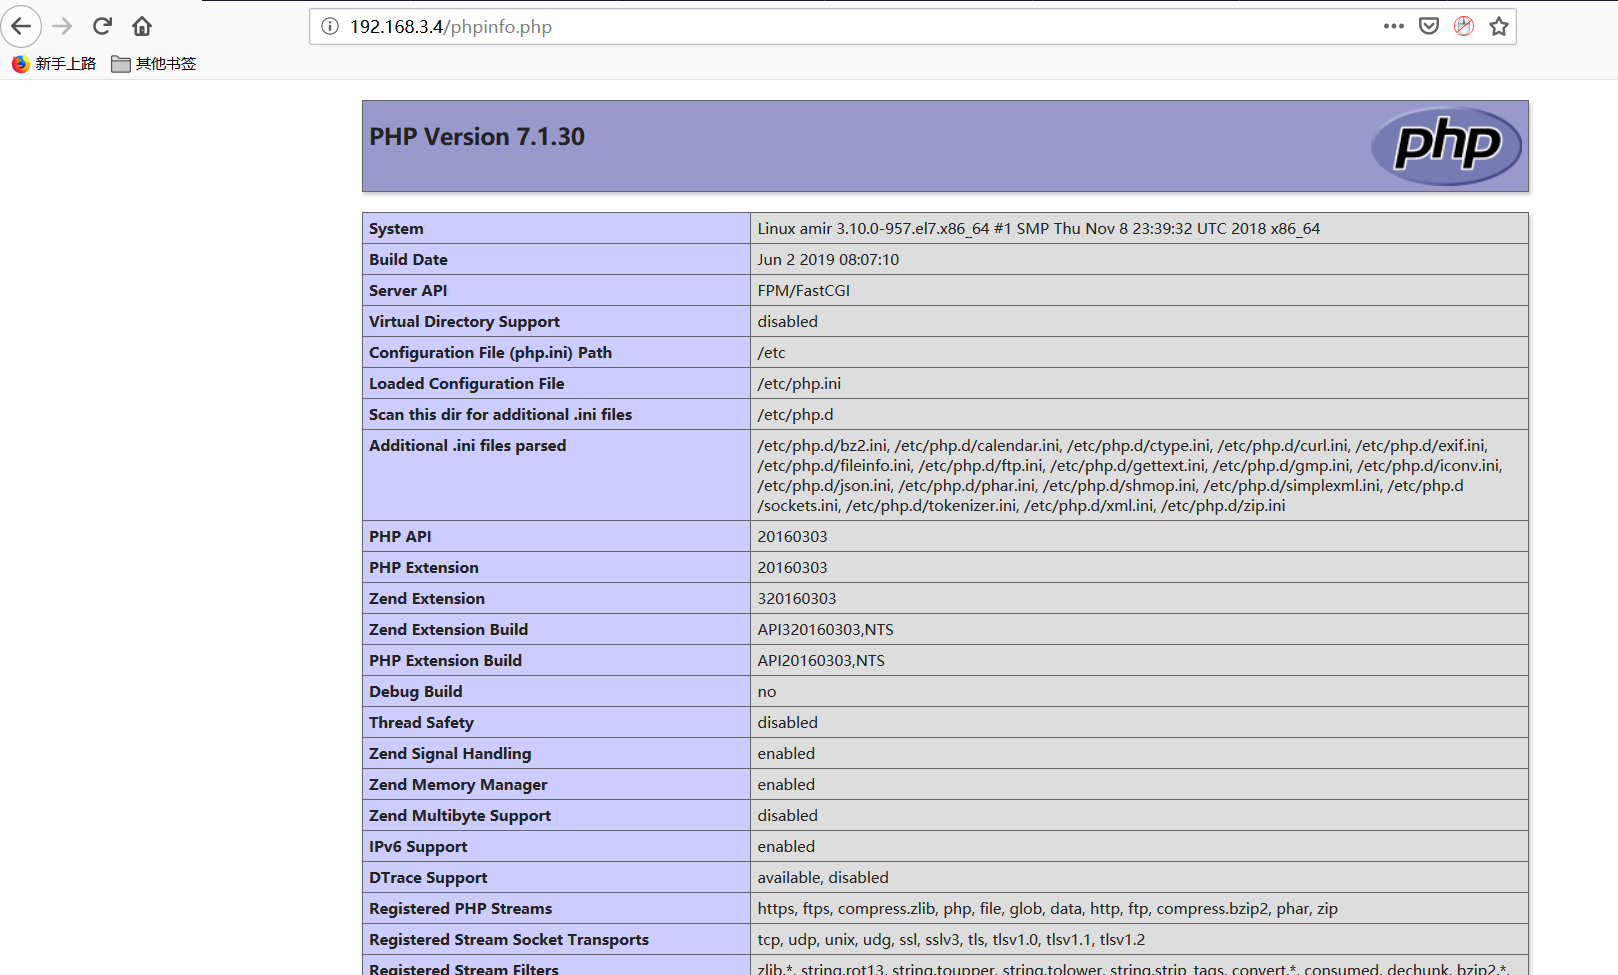 192.168.3.4/phpinfo.php
新手上路 其他书签
PHP Version 7.1.30
php
System Linux amir 3.10.0-957.el7.x86_64 #1 SMP Thu Nov 8 23:39:32 UTC 2018 x86_64
Build Date Jun 2 2019 08:07:10
Server API FPM/FastCGI
Virtual Directory Support disabled
Configuration File (php.ini) Path /etc
Loaded Configuration File /etc/php.ini
Scan this dir for additional .ini files /etc/php.d
Additional .ini files parsed /etc/php.d/bz2.ini, /etc/php.d/calendar.ini, /etc/php.d/ctype.ini, /etc/php.d/curl.ini, /etc/php.d/exif.ini,
/etc/php.d/fileinfo.ini, /etc/php.d/ftp.ini, /etc/php.d/gettext.ini, /etc/php.d/gmp.ini, /etc/php.d/iconv.ini,
/etc/php.d/json.ini, /etc/php.d/phar.ini, /etc/php.d/shmop.ini, /etc/php.d/simplexml.ini, /etc/php.d
/sockets.ini, /etc/php.d/tokenizer.ini, /etc/php.d/xml.ini, /etc/php.d/zip.ini
PHP API 20160303
PHP Extension 20160303
Zend Extension 320160303
Zend Extension Build API320160303,NTS
PHP Extension Build API20160303,NTS
Debug Build no
Thread Safety disabled
Zend Signal Handling enabled
Zend Memory Manager enabled
Zend Multibyte Support disabled
IPv6 Support enabled
DTrace Support available, disabled
Registered PHP Streams https, ftps, compress.zlib, php, file, glob, data, http, ftp, compress.bzip2, phar, zip
Registered Stream Socket Transports tcp, udp, unix, udg, ssl, sslv3, tls, tlsv1.0, tlsv1.1, tlsv1.2
Registered Stream Filters zlib.*, string.rot13, string.toupper, string.tolower, string.strip_tags, convert.*, consumed, dechunk, bzip2.*,